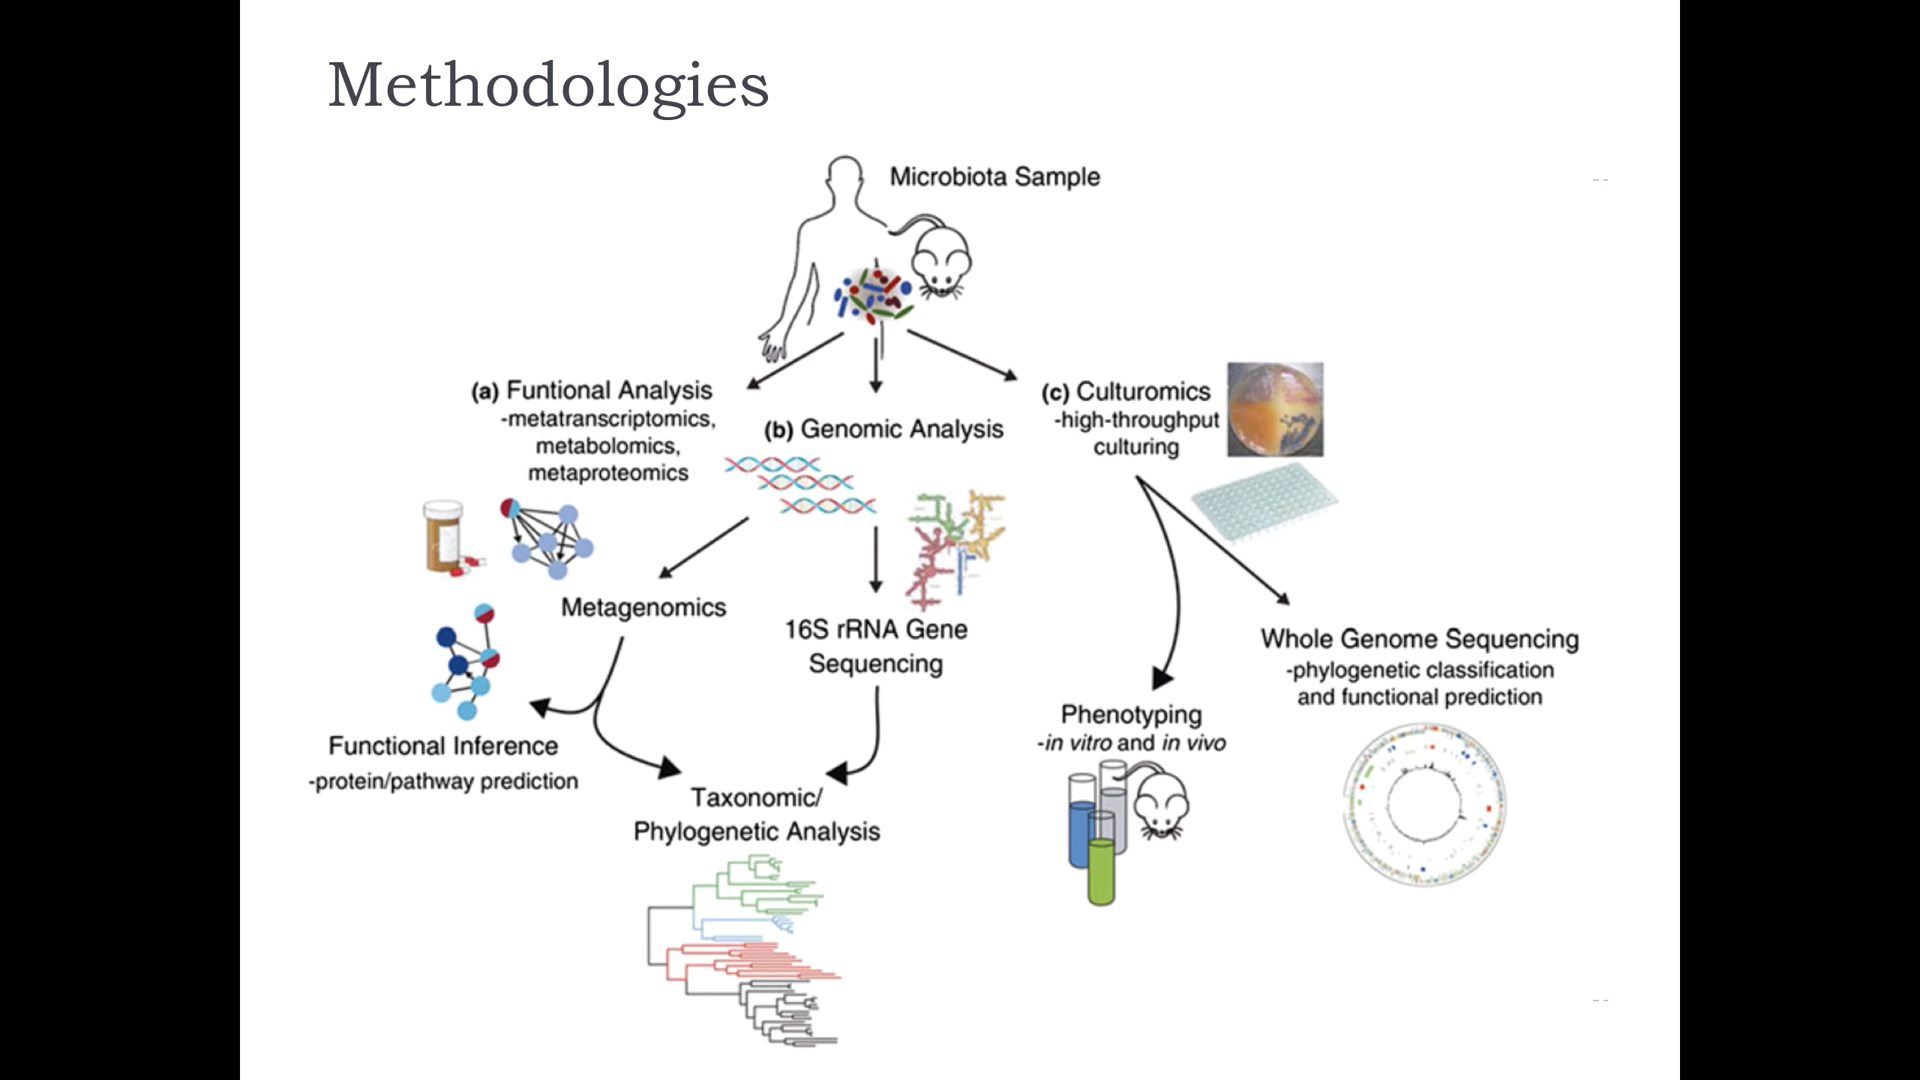 Methodologies
Microbiota Sample
(a) Funtional Analysis
-metatranscriptomics,
metabolomics,
metaproteomics
(b) Genomic Analysis
(c) Culturomics
-high-throughput
culturing
Metagenomics
16S rRNA Gene
Sequencing
Functional Inference
-protein/pathway prediction
Taxonomic/
Phylogenetic Analysis
Phenotyping
-in vitro and in vivo
Whole Genome Sequencing
-phylogenetic classification
and functional prediction